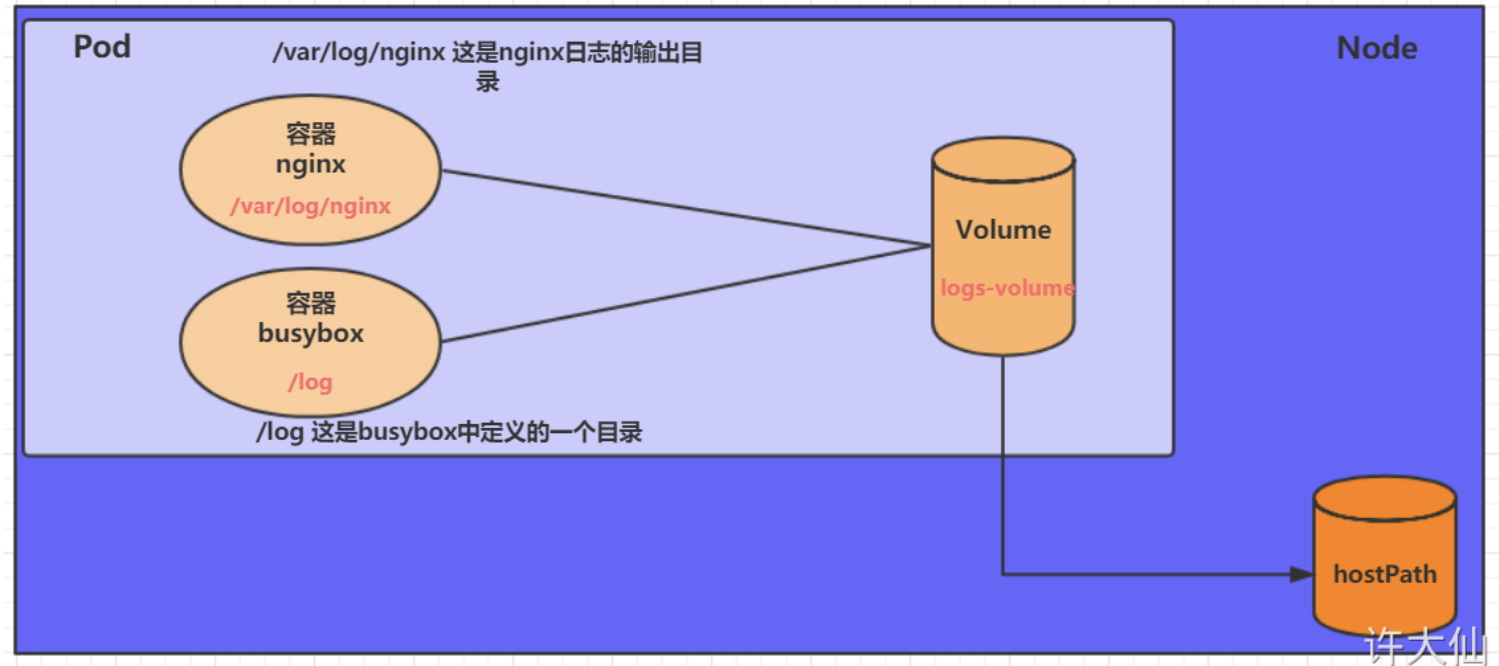 Pod
/var/log/nginx 这是nginx日志的输出目
录
Node
容器
nginx
/var/log/nginx
Volume
logs-volume
容器
busybox
/log
/log 这是busybox中定义的一个目录
hostPath
许大仙